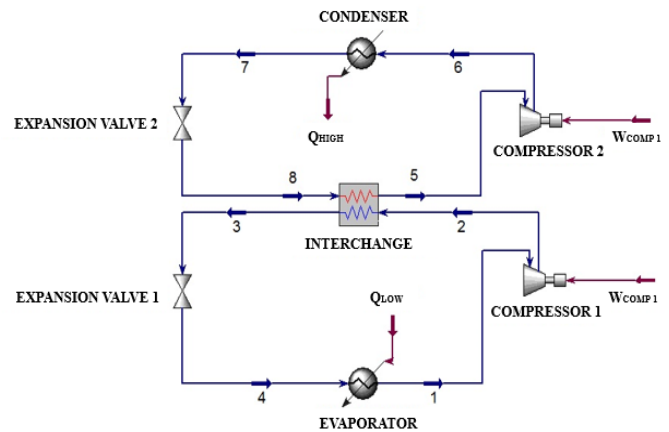 CONDENSER
7
6
EXPANSION VALVE 2
QHIGH
COMPRESSOR 2
WCOMP 1
8
5
3
2
INTERCHANGE
EXPANSION VALVE 1
QLOW
COMPRESSOR 1
WCOMP 1
4
1
EVAPORATOR